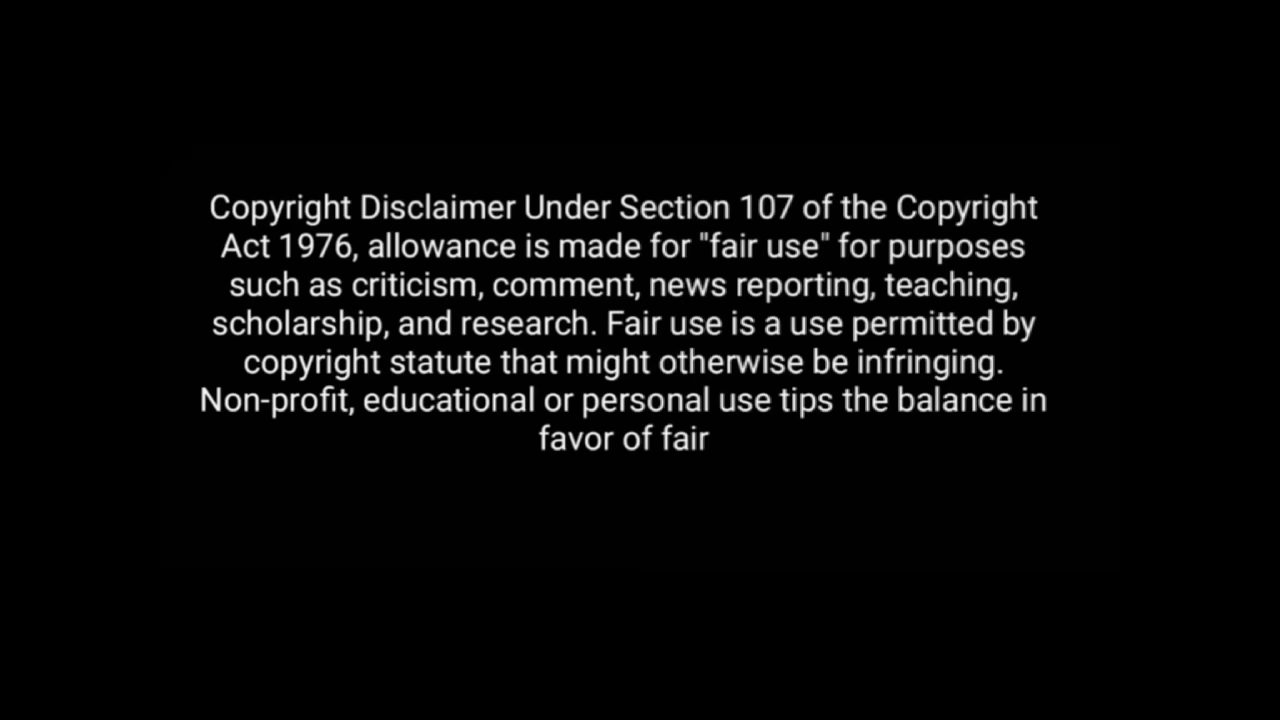 Copyright Disclaimer Under Section 107 of the Copyright
Act 1976, allowance is made for "fair use" for purposes
such as criticism, comment, news reporting, teaching,
scholarship, and research. Fair use is a use permitted by
copyright statute that might otherwise be infringing.
Non-profit, educational or personal use tips the balance in
favor of fair